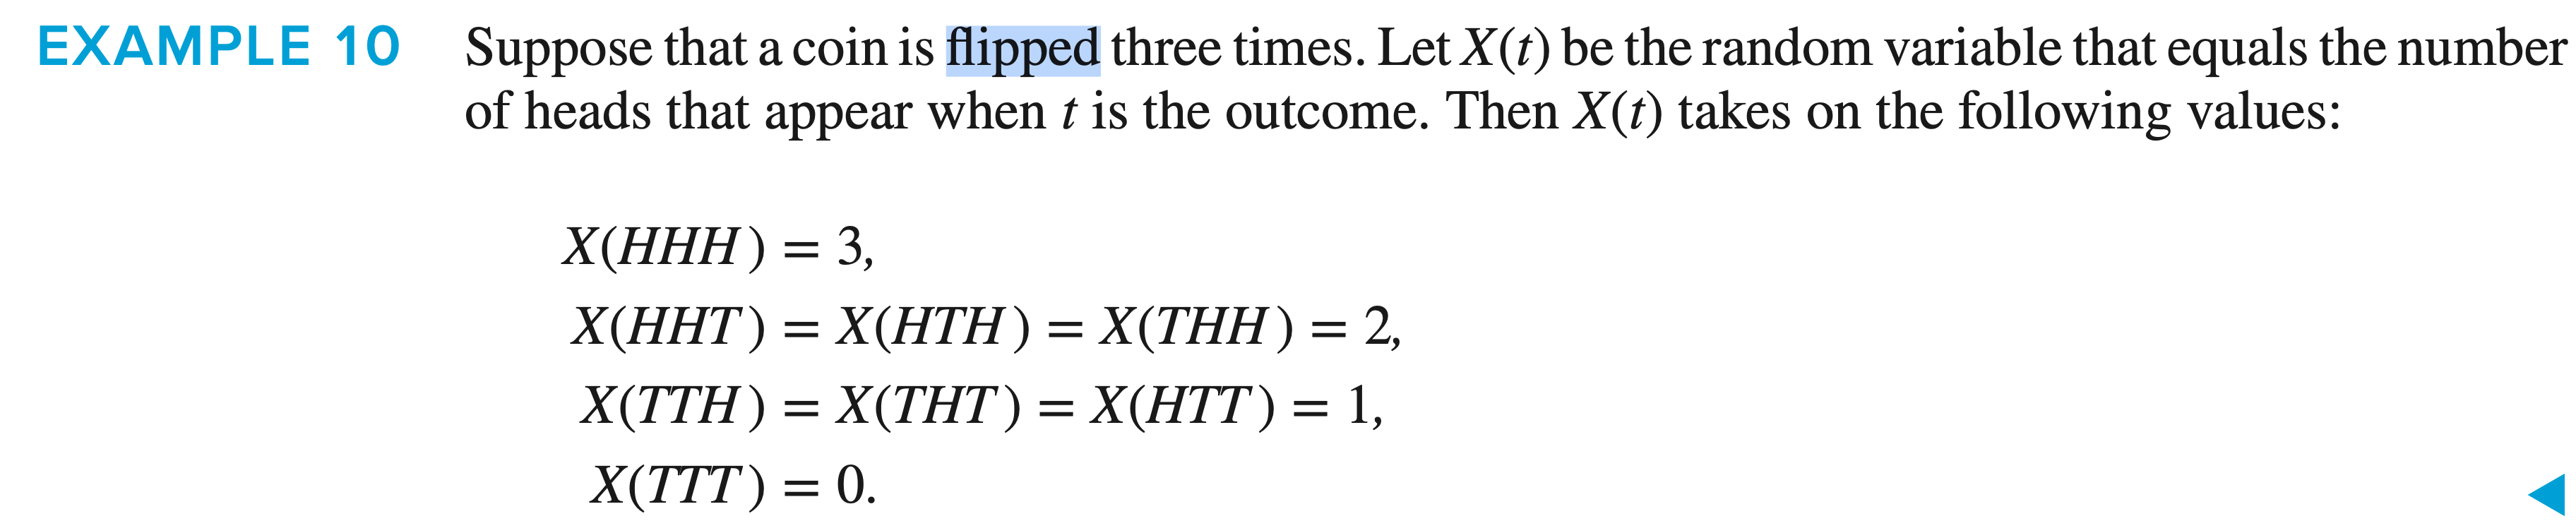 EXAMPLE 10 Suppose that a coin is flipped three times. Let X(t) be the random variable that equals the number
of heads that appear when t is the outcome. Then X(t) takes on the following values:
X(HHH) = 3,
X(HHT) = X(HTH) = X(THH) = 2,
X(TTH) = X(THT) = X(HTT) = 1,
X(TTT) = 0.